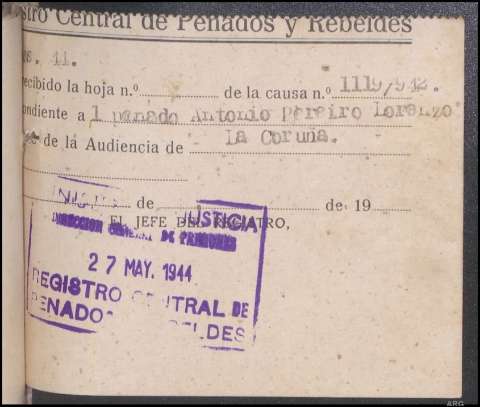 stro Central de Penados y Rebeldes
41.
ecibido la hoja n.º de la causa n.º 1119/942.
ondiente a l penado Antonio Pereiro Lorenzo
de la Audiencia de La Coruña.
de de 19
EL JEFE DEL REGISTRO,
JUSTICIA
DIRECCION GENERAL DE PRISIONES
27 MAY. 1944
REGISTRO CENTRAL DE
PENADOS REBELDES
ARG